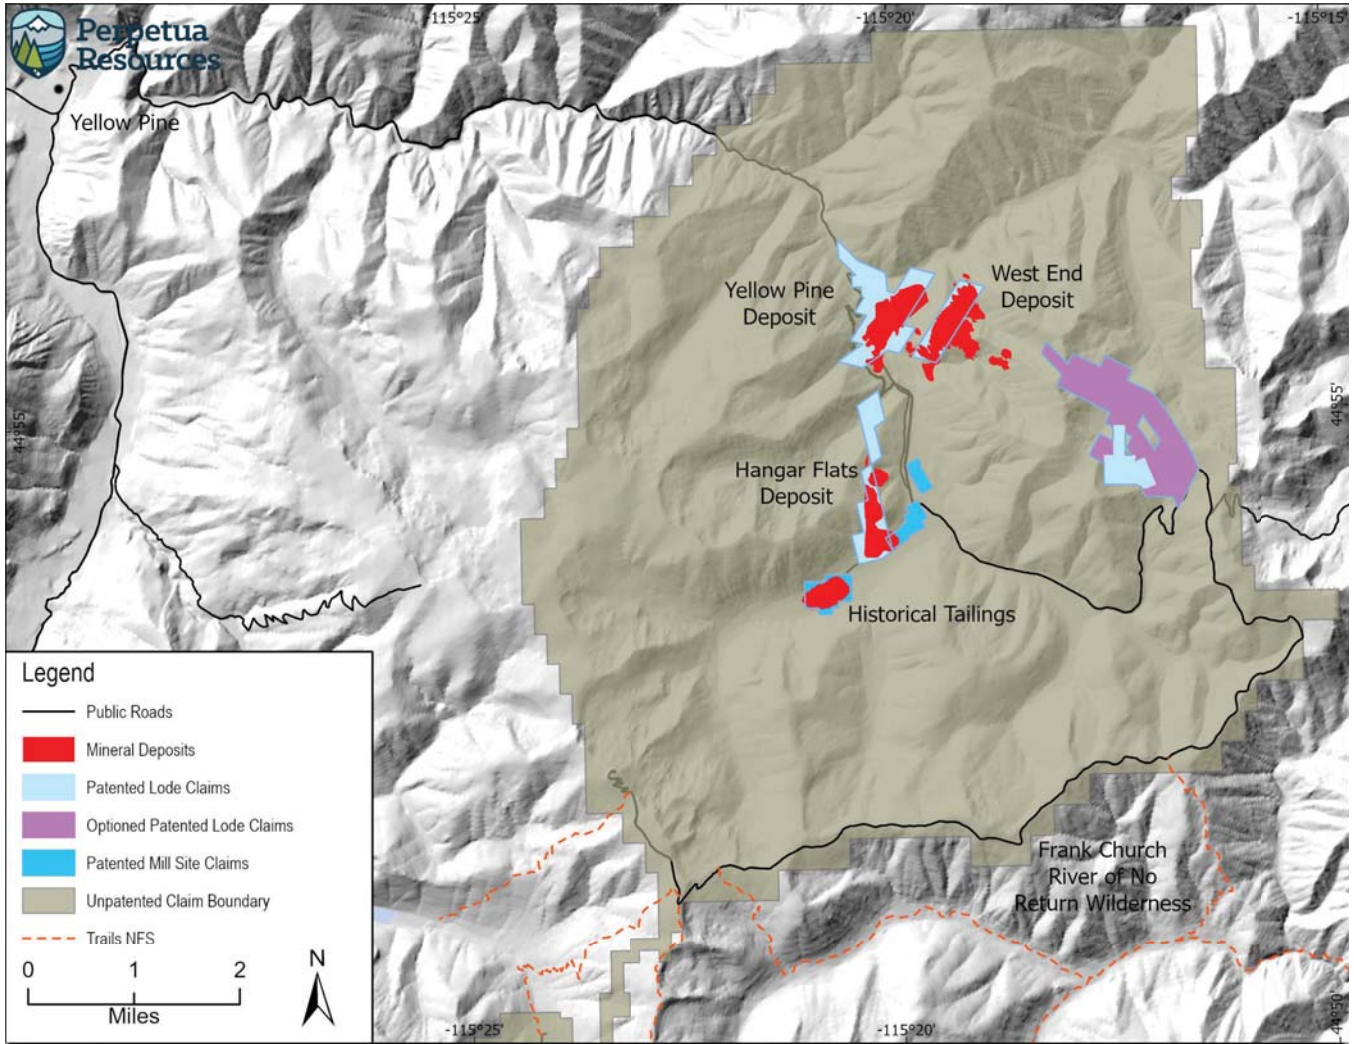 Perpetua
Resources
-115°25'
-115°20'
-115°15'
Yellow Pine
West End
Deposit
Yellow Pine
Deposit
44°55'
44°55'
Hangar Flats
Deposit
Historical Tailings
Legend
Public Roads
Mineral Deposits
Patented Lode Claims
Optioned Patented Lode Claims
Patented Mill Site Claims
Unpatented Claim Boundary
Trails NFS
0 1 2
Miles
N
Frank Church
River of No
Return Wilderness
-115°25'
-115°20'
44°50'